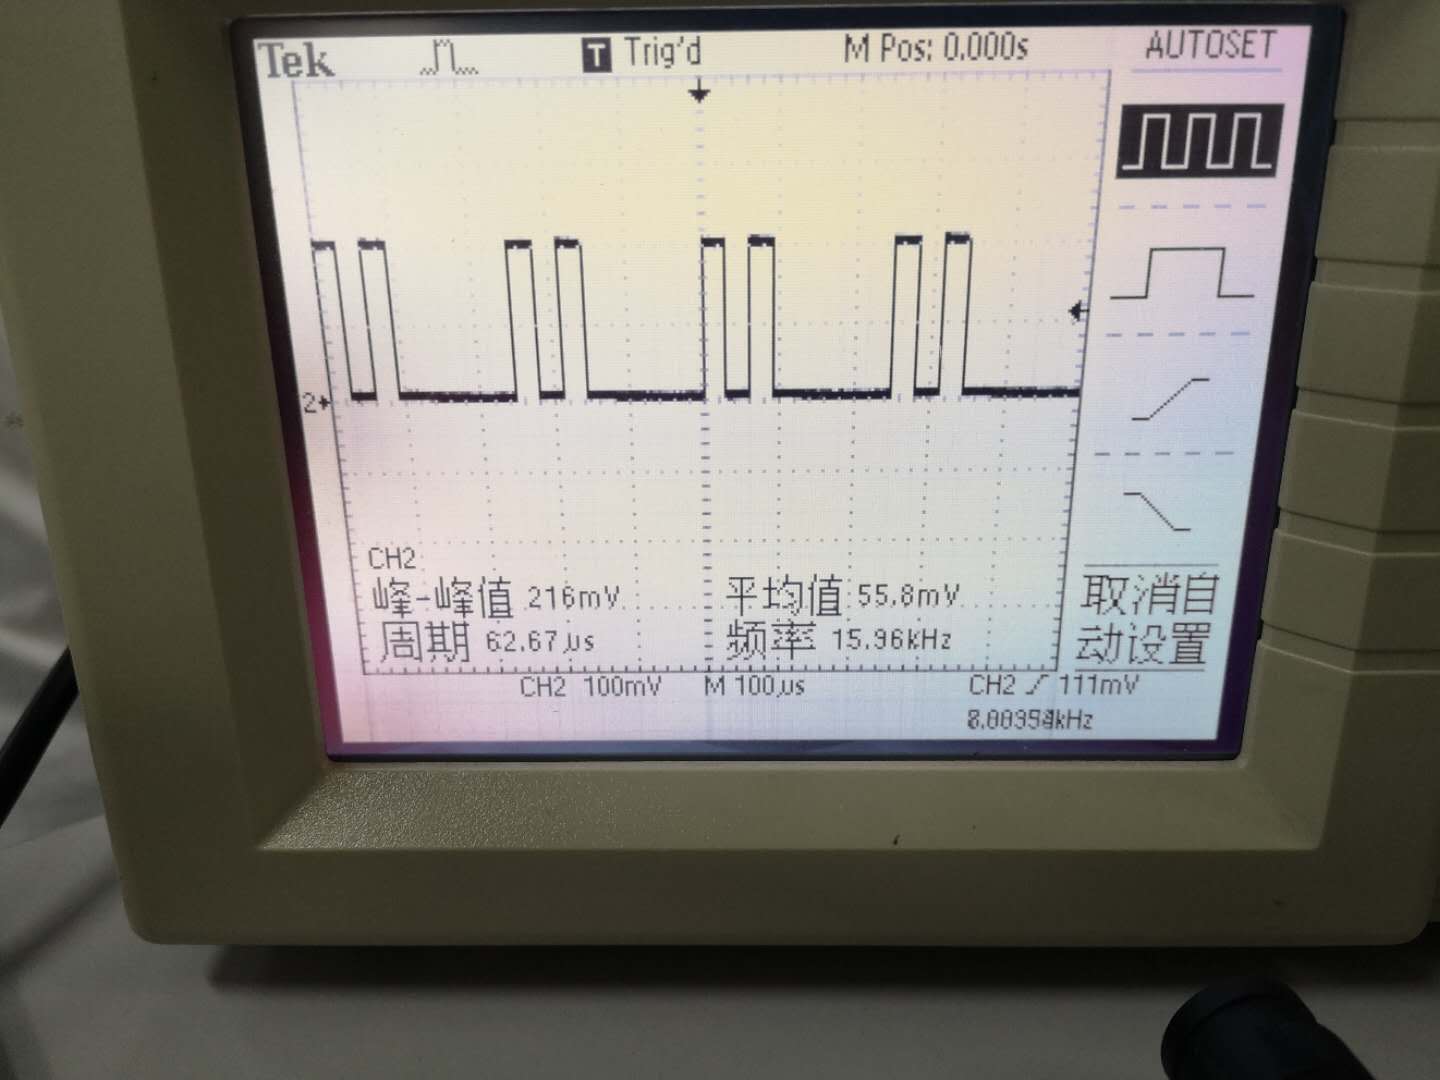 Tek T Trig'd M Pos: 0.000s AUTOSET
2
CH2
峰-峰值 216mV 平均值 55.8mV
周期 62.67µs 频率 15.96kHz
取消自
动设置
CH2 100mV M 100µs CH2 111mV